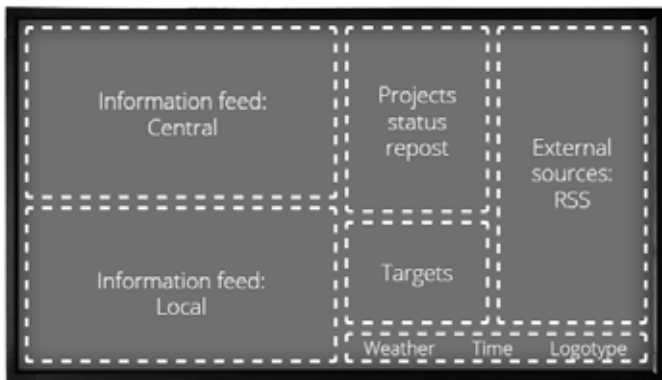 Information feed:
Central
Projects
status
repost
External
sources:
RSS
Information feed:
Local
Targets
Weather Time Logotype